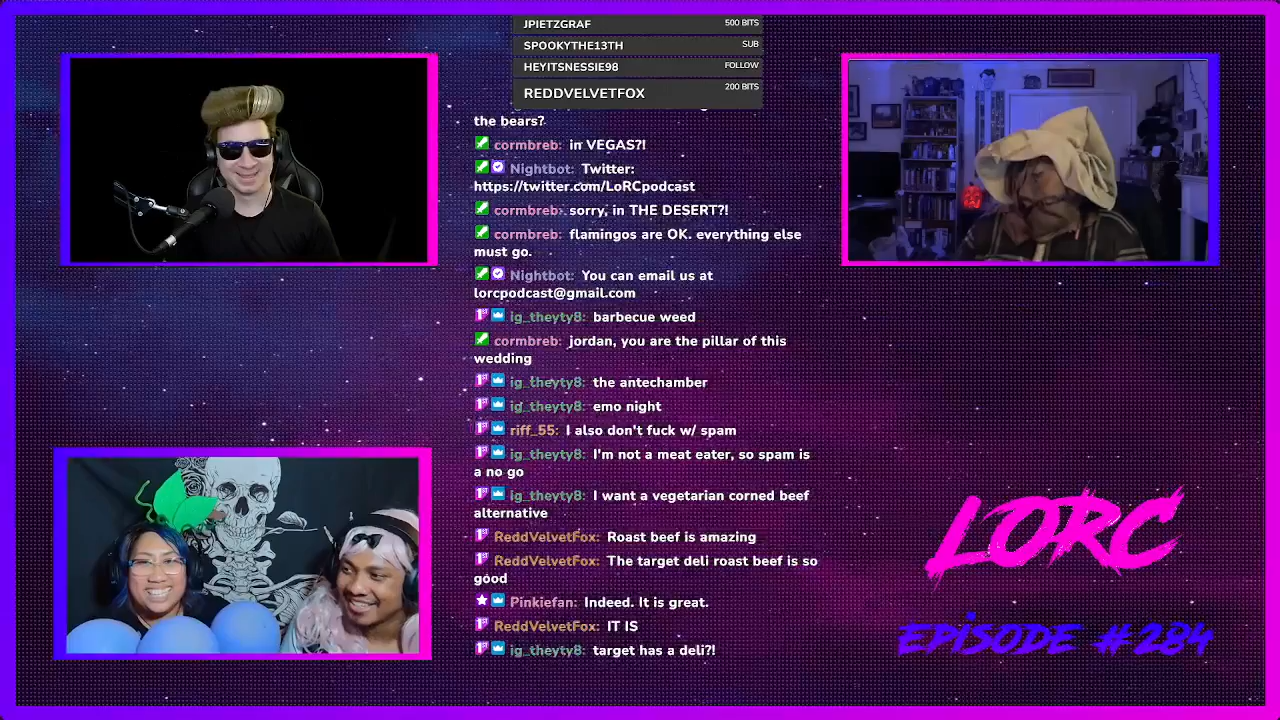 JPIETZGRAF 500 BITS
SPOOKYTHE13TH SUB
HEYITSNESSIE98 FOLLOW
REDDVELVETFOX 200 BITS
the bears?
cormbreb: in VEGAS?!
Nightbot: Twitter:
https://twitter.com/LoRCpodcast
cormbreb: sorry, in THE DESERT?!
cormbreb: flamingos are OK. everything else
must go.
Nightbot: You can email us at
lorcpodcast@gmail.com
ig_theyty8: barbecue weed
cormbreb: jordan, you are the pillar of this
wedding
ig_theyty8: the antechamber
ig_theyty8: emo night
riff_55: I also don't fuck w/ spam
ig_theyty8: I'm not a meat eater, so spam is
a no go
ig_theyty8: I want a vegetarian corned beef
alternative
ReddVelvetFox: Roast beef is amazing
ReddVelvetFox: The target deli roast beef is so
good
Pinkiefan: Indeed. It is great.
ReddVelvetFox: IT IS
ig_theyty8: target has a deli?!
LORC
EPISODE #284